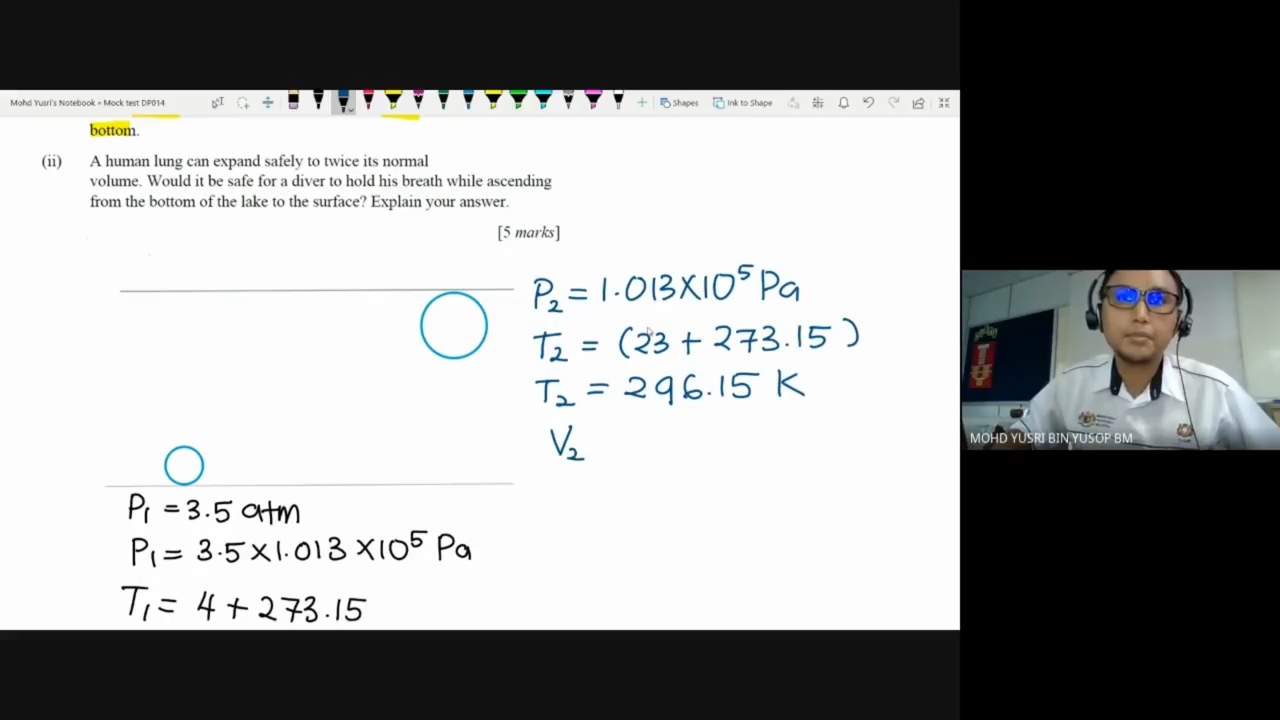 Mohd Yusri's Notebook » Mock test DP014
Shapes
Ink to Shape
bottom.
(ii) A human lung can expand safely to twice its normal
volume. Would it be safe for a diver to hold his breath while ascending
from the bottom of the lake to the surface? Explain your answer.
[5 marks]
P₂ = 1.013×10⁵ Pa
T₂ = (23 + 273.15)
T₂ = 296.15 K
V₂
P₁ = 3.5 atm
P₁ = 3.5×1.013×10⁵ Pa
T₁ = 4 + 273.15
MOHD YUSRI BIN YUSOP BM